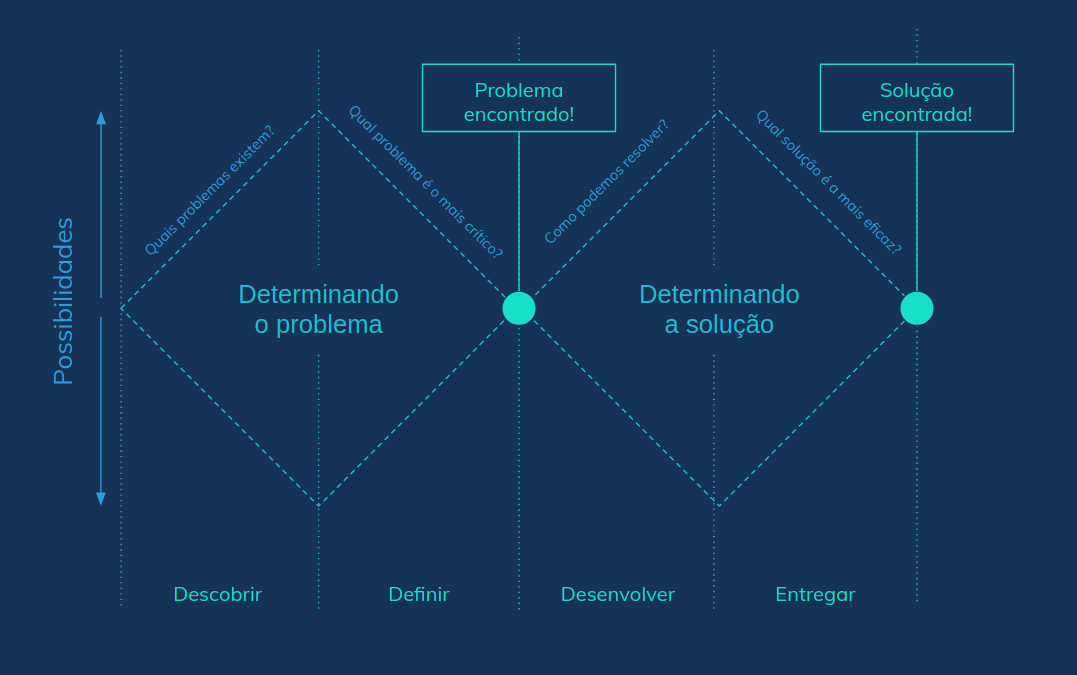 Problema
encontrado!
Solução
encontrada!
Quais problemas existem?
Qual problema é o mais crítico?
Como podemos resolver?
Qual solução é a mais eficaz?
Possibilidades
Determinando
o problema
Determinando
a solução
Descobrir
Definir
Desenvolver
Entregar